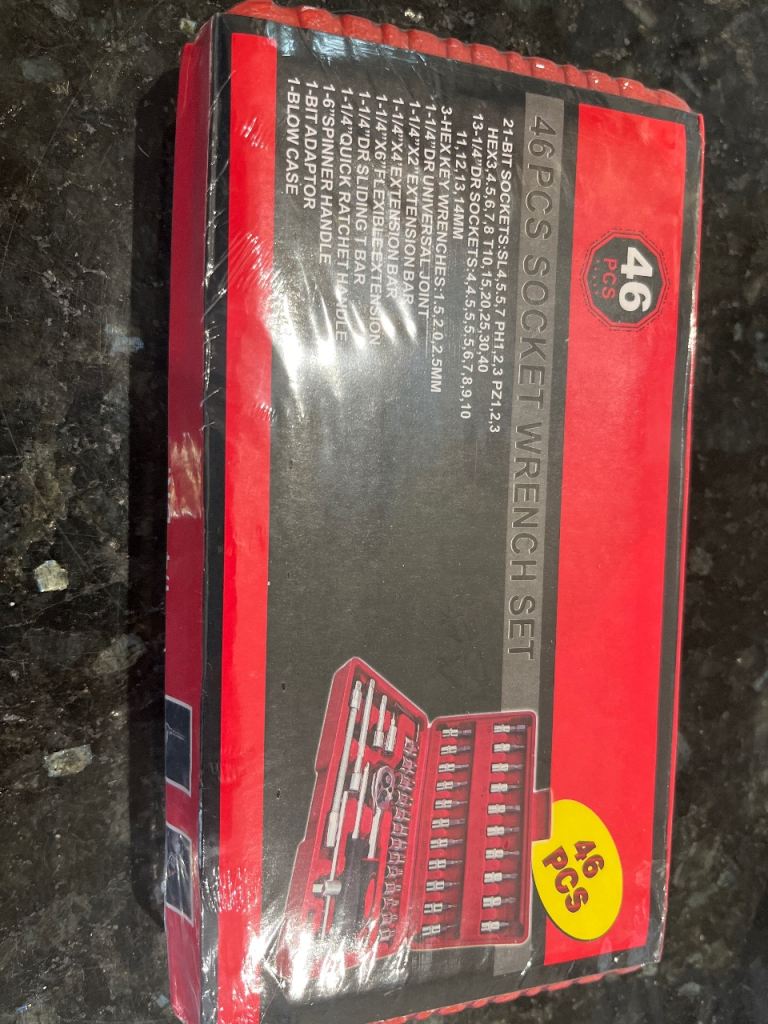 46
PCS
46PCS SOCKET WRENCH SET
21-BIT SOCKETS:SL4,5.5,7 PH1,2,3 PZ1,2,3
HEX3,4,5,6,7,8 T10,15,20,25,30,40
13-1/4"DR SOCKETS:4,4.5,5,5.5,6,7,8,9,10
11,12,13,14MM
3-HEX KEY WRENCHES:1.5,2.0,2.5MM
1-1/4"DR UNIVERSAL JOINT
1-1/4"X2"EXTENSION BAR
1-1/4"X4"EXTENSION BAR
1-1/4"X6"FLEXIBLE EXTENSION
1-1/4"DR SLIDING T BAR
1-1/4"QUICK RATCHET HANDLE
1-6"SPINNER HANDLE
1-BIT ADAPTOR
1-BLOW CASE
46
PCS